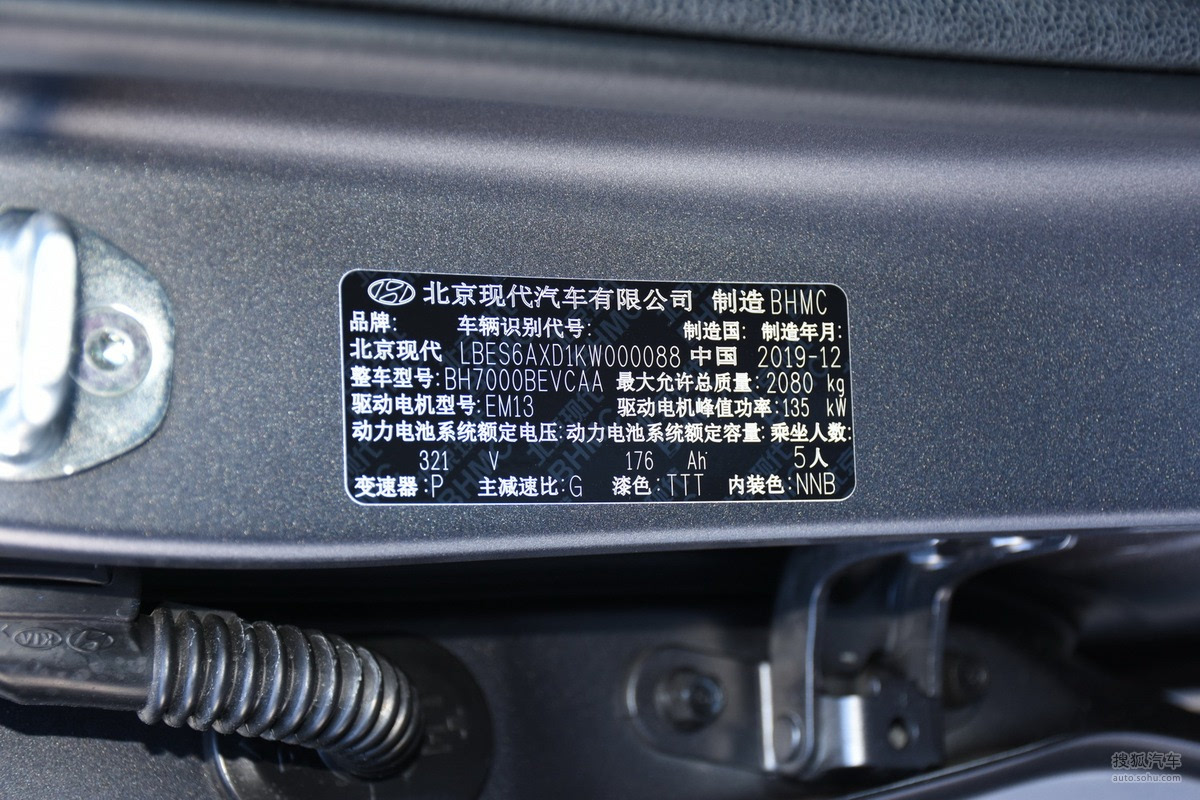 北京现代汽车有限公司 制造BHMC
品牌: 车辆识别代号: 制造国: 制造年月:
北京现代 LBES6AXD1KW000088 中国 2019-12
整车型号:BH7000BEVCAA 最大允许总质量:2080 kg
驱动电机型号:EM13 驱动电机峰值功率:135 kW
动力电池系统额定电压:动力电池系统额定容量:乘坐人数:
321 V 176 Ah 5人
变速器:P 主减速比:G 漆色:TTT 内装色:NNB
KIA
搜狐汽车
auto.sohu.com